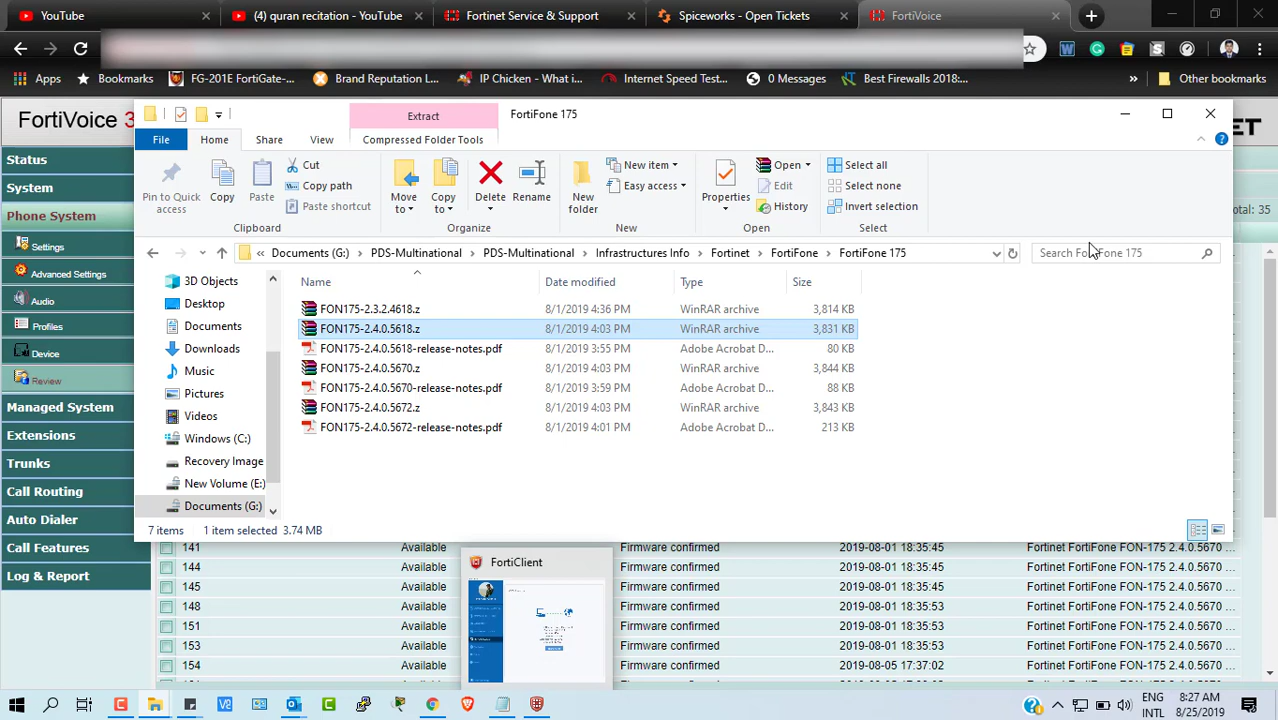 YouTube
(4) quran recitation - YouTube
Fortinet Service & Support
Spiceworks - Open Tickets
FortiVoice
Apps
Bookmarks
FG-201E FortiGate-...
Brand Reputation L...
IP Chicken - What i...
Internet Speed Test...
0 Messages
Best Firewalls 2018:...
»
Other bookmarks
FortiVoice 3
NET
Extract
FortiFone 175
File
Home
Share
View
Compressed Folder Tools
Pin to Quick access
Copy
Paste
Cut
Copy path
Paste shortcut
Clipboard
Move to
Copy to
Delete
Rename
Organize
New folder
New item
Easy access
New
Properties
Open
Edit
History
Open
Select all
Select none
Invert selection
Select
« Documents (G:) > PDS-Multinational > PDS-Multinational > Infrastructures Info > Fortinet > FortiFone > FortiFone 175
Search FortiFone 175
otal: 35
Status
System
Phone System
Settings
Advanced Settings
Audio
Profiles
Device
Review
Managed System
Extensions
Trunks
Call Routing
Auto Dialer
Call Features
Log & Report
3D Objects
Desktop
Documents
Downloads
Music
Pictures
Videos
Windows (C:)
Recovery Image
New Volume (E:)
Documents (G:)
Name Date modified Type Size
FON175-2.3.2.4618.z 8/1/2019 4:36 PM WinRAR archive 3,814 KB
FON175-2.4.0.5618.z 8/1/2019 4:03 PM WinRAR archive 3,831 KB
FON175-2.4.0.5618-release-notes.pdf 8/1/2019 3:55 PM Adobe Acrobat D... 80 KB
FON175-2.4.0.5670.z 8/1/2019 4:03 PM WinRAR archive 3,844 KB
FON175-2.4.0.5670-release-notes.pdf 8/1/2019 3:59 PM Adobe Acrobat D... 88 KB
FON175-2.4.0.5672.z 8/1/2019 4:03 PM WinRAR archive 3,843 KB
FON175-2.4.0.5672-release-notes.pdf 8/1/2019 4:01 PM Adobe Acrobat D... 213 KB
7 items 1 item selected 3.74 MB
141 Available Firmware confirmed 2019-08-01 18:35:45 Fortinet FortiFone FON-175 2.4.0.5670 ...
144 Available Firmware confirmed 2019-08-01 18:35:45 Fortinet FortiFone FON-175 2.4.0.5670 ...
145 Available Firmware confirmed 2019-08-01 18:35:45 Fortinet FortiFone FON-175 2.4.0.5670 ...
148 Available Firmware confirmed 2019-08-01 18:35:53 Fortinet FortiFone FON-175 2.4.0.5670 ...
151 Available Firmware confirmed 2019-08-01 18:35:53 Fortinet FortiFone FON-175 2.4.0.5670 ...
153 Available Firmware confirmed 2019-08-01 18:35:53 Fortinet FortiFone FON-175 2.4.0.5670 ...
154 Available Firmware confirmed 2019-08-05 17:37:02 Fortinet FortiFone FON-175 2.4.0.5670 ...
FortiClient
ENG
INTL
8:27 AM
8/25/2019